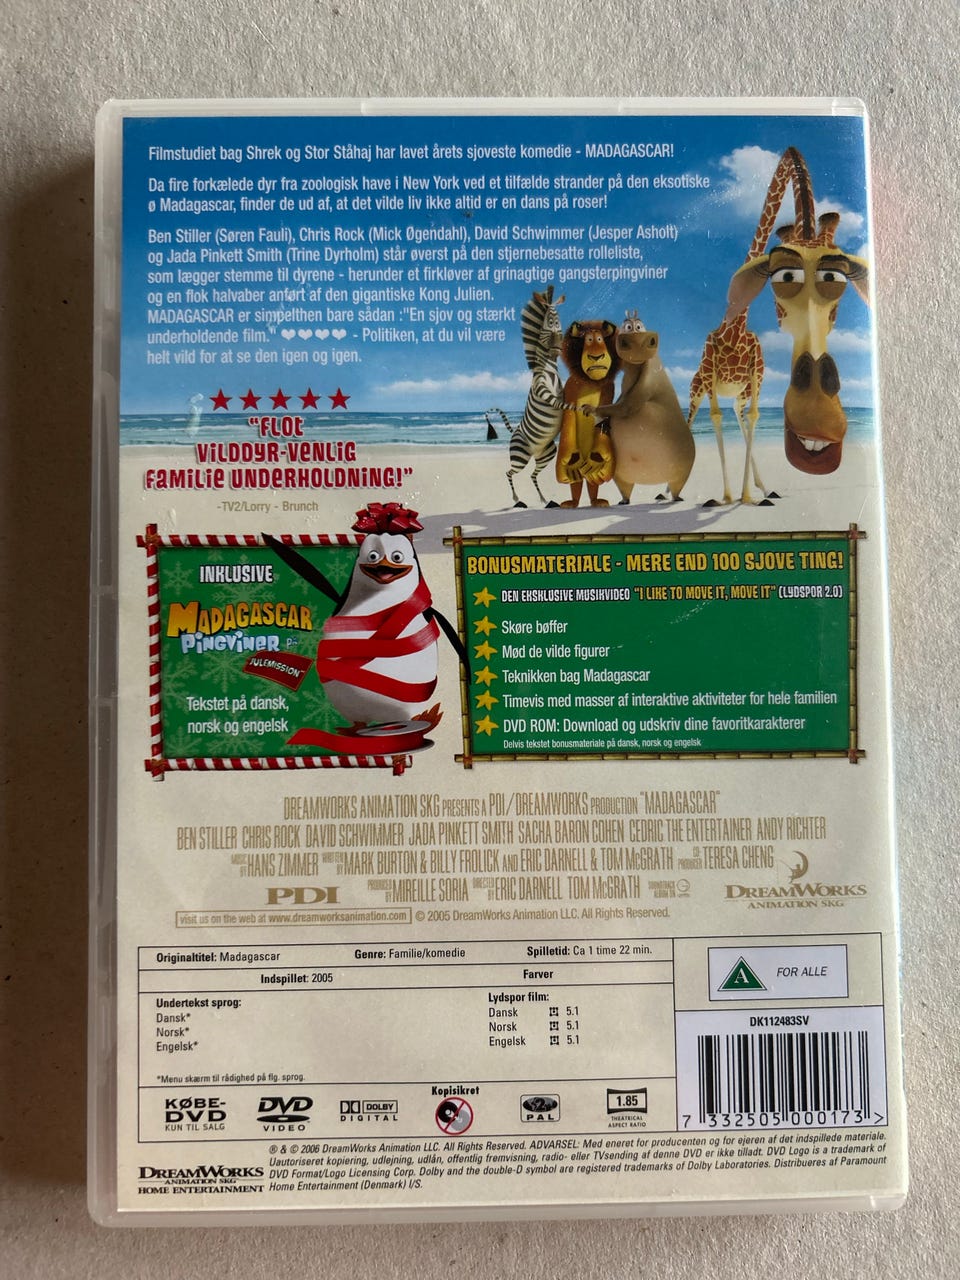 Filmstudiet bag Shrek og Stor Ståhaj har lavet årets sjoveste komedie - MADAGASCAR!
Da fire forkælede dyr fra zoologisk have i New York ved et tilfælde strander på den eksotiske
ø Madagascar, finder de ud af, at det vilde liv ikke altid er en dans på roser!
Ben Stiller (Søren Fauli), Chris Rock (Mick Øgendahl), David Schwimmer (Jesper Asholt)
og Jada Pinkett Smith (Trine Dyrholm) står øverst på den stjernebesatte rolleliste,
som lægger stemme til dyrene - herunder et firkløver af grinagtige gangsterpingviner
og en flok halvaber anført af den gigantiske Kong Julien.
MADAGASCAR er simpelthen bare sådan :"En sjov og stærkt
underholdende film." ♥♥♥♥ - Politiken, at du vil være
helt vild for at se den igen og igen.
★★★★★
"FLOT
VILDDYR-VENLIG
FAMILIE UNDERHOLDNING!"
-TV2/Lorry - Brunch
INKLUSIVE
MADAGASCAR
PINGVINER på
JULEMISSION
Tekstet på dansk,
norsk og engelsk
BONUSMATERIALE - MERE END 100 SJOVE TING!
DEN EKSKLUSIVE MUSIKVIDEO "I LIKE TO MOVE IT, MOVE IT" (LYDSPOR 2.0)
Skøre bøffer
Mød de vilde figurer
Teknikken bag Madagascar
Timevis med masser af interaktive aktiviteter for hele familien
DVD ROM: Download og udskriv dine favoritkarakterer
Delvis tekstet bonusmateriale på dansk, norsk og engelsk
DREAMWORKS ANIMATION SKG PRESENTS A PDI/DREAMWORKS PRODUCTION "MADAGASCAR"
BEN STILLER CHRIS ROCK DAVID SCHWIMMER JADA PINKETT SMITH SACHA BARON COHEN CEDRIC THE ENTERTAINER ANDY RICHTER
MUSIC BY HANS ZIMMER WRITTEN BY MARK BURTON & BILLY FROLICK AND ERIC DARNELL & TOM McGRATH CO-PRODUCER TERESA CHENG
PDI PRODUCED BY MIREILLE SORIA DIRECTED BY ERIC DARNELL TOM McGRATH SOUNDTRACK ALBUM ON
DREAMWORKS
ANIMATION SKG
visit us on the web at www.dreamworksanimation.com © 2005 DreamWorks Animation LLC. All Rights Reserved.
Originaltitel: Madagascar Genre: Familie/komedie Spilletid: Ca 1 time 22 min.
Indspillet: 2005 Farver
Undertekst sprog:
Dansk*
Norsk*
Engelsk*
*Menu skærm til rådighed på flg. sprog.
Lydspor film:
Dansk 5.1
Norsk 5.1
Engelsk 5.1
A FOR ALLE
DK112483SV
7 332505 000173 >
KØBE-
DVD
KUN TIL SALG
DVD
VIDEO
DOLBY
DIGITAL
Kopisikret
PAL
1.85
THEATRICAL
ASPECT RATIO
DREAMWORKS
ANIMATION SKG
HOME ENTERTAINMENT
® & © 2006 DreamWorks Animation LLC. All Rights Reserved. ADVARSEL: Med eneret for producenten og for ejeren af det indspillede materiale.
Uautoriseret kopiering, udlejning, udlån, offentlig fremvisning, radio- eller TVsending af denne DVD er ikke tilladt. DVD Logo is a trademark of
DVD Format/Logo Licensing Corp. Dolby and the double-D symbol are registered trademarks of Dolby Laboratories. Distribueres af Paramount
Home Entertainment (Denmark) I/S.